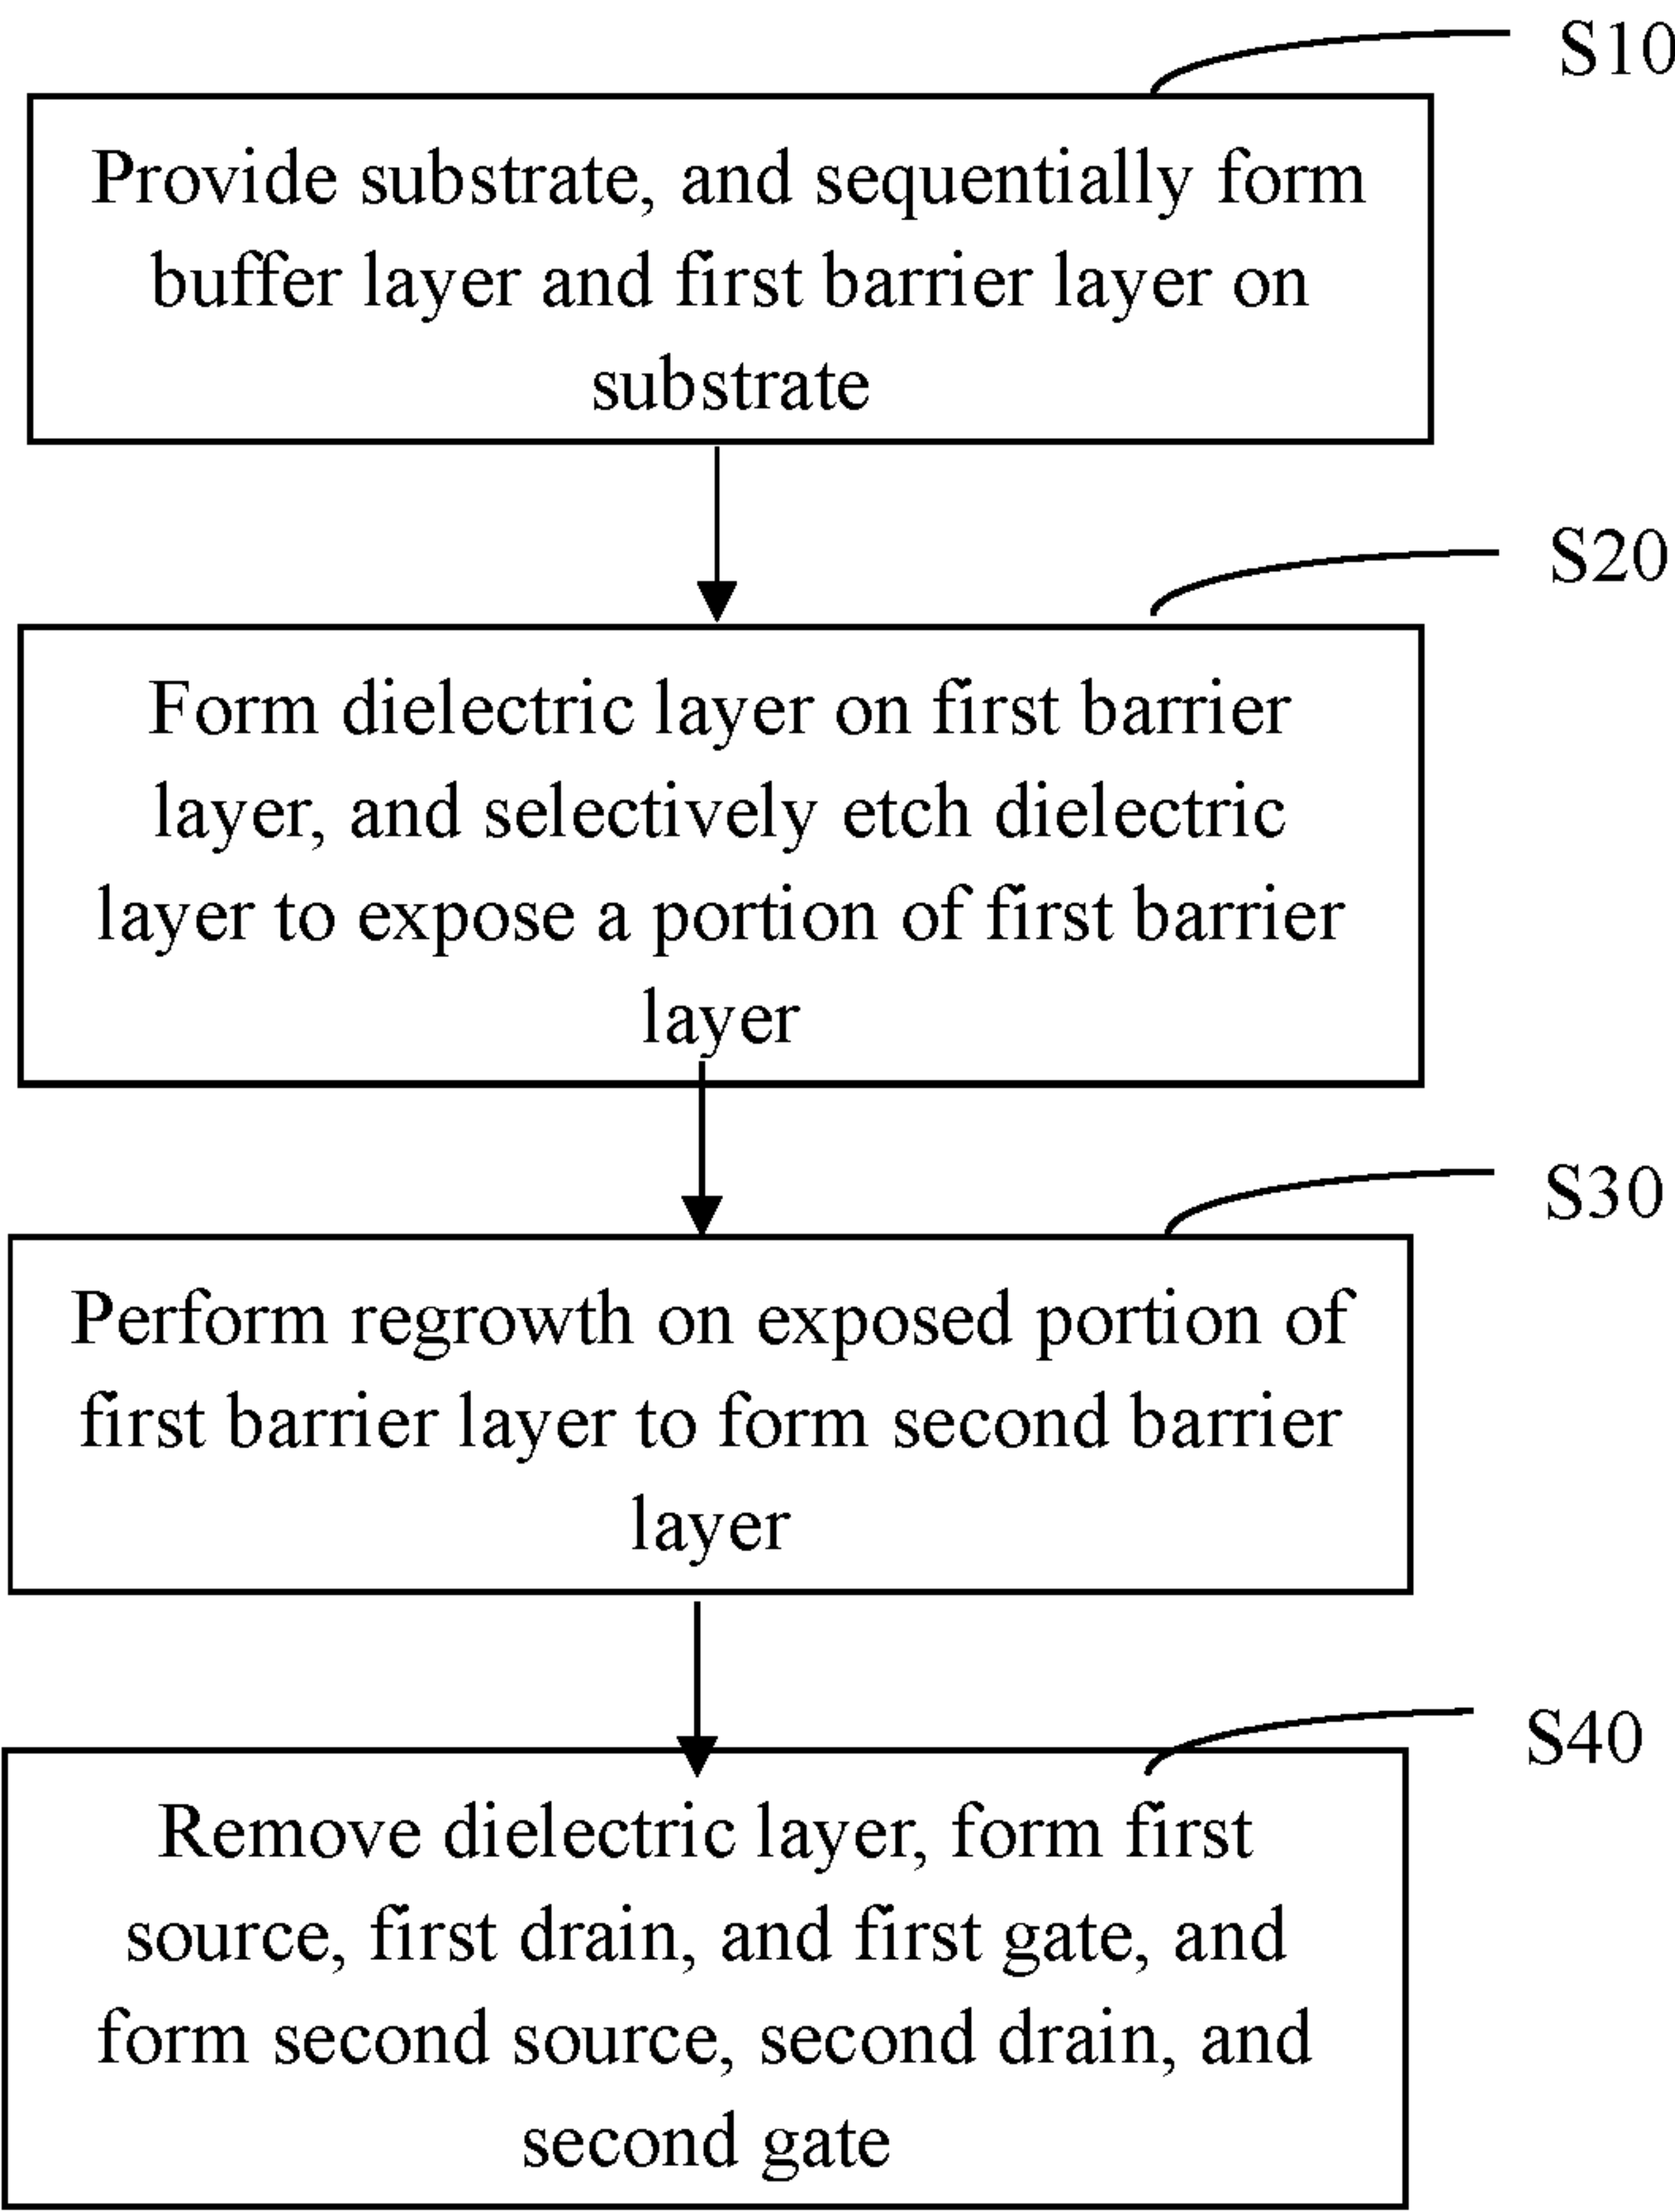 S10
Provide substrate, and sequentially form
buffer layer and first barrier layer on
substrate
S20
Form dielectric layer on first barrier
layer, and selectively etch dielectric
layer to expose a portion of first barrier
layer
S30
Perform regrowth on exposed portion of
first barrier layer to form second barrier
layer
S40
Remove dielectric layer, form first
source, first drain, and first gate, and
form second source, second drain, and
second gate